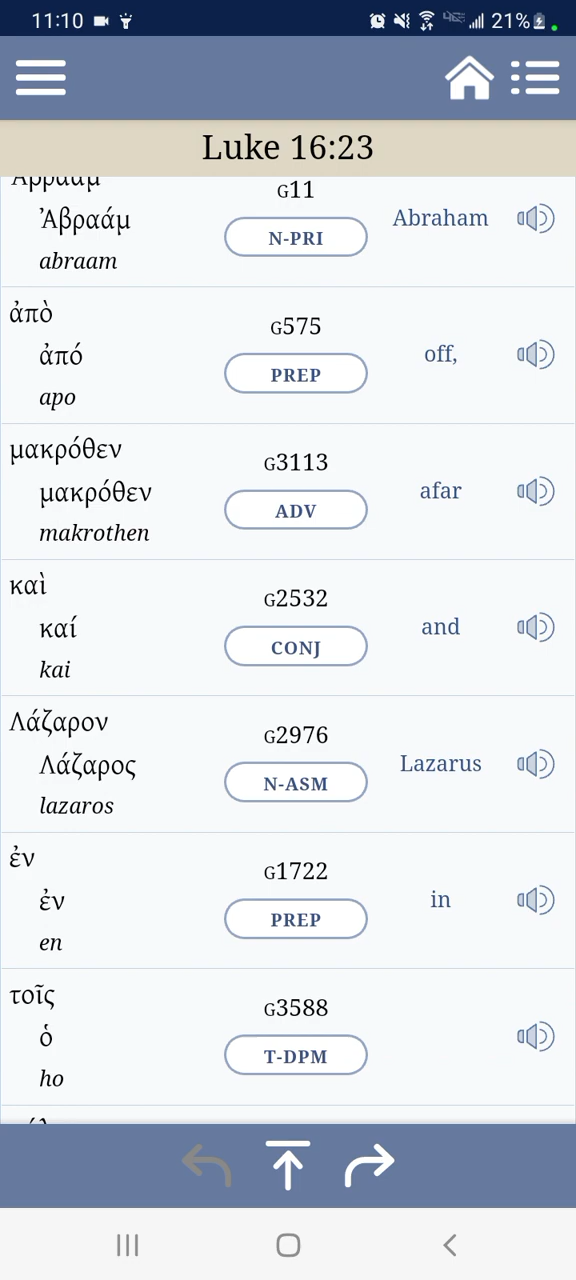 11:10
21%
Luke 16:23
Ἀβραάμ
G11
Ἀβραάμ
N-PRI
Abraham
abraam
ἀπὸ
G575
ἀπό
PREP
off,
apo
μακρόθεν
G3113
μακρόθεν
ADV
afar
makrothen
καὶ
G2532
καί
CONJ
and
kai
Λάζαρον
G2976
Λάζαρος
N-ASM
Lazarus
lazaros
ἐν
G1722
ἐν
PREP
in
en
τοῖς
G3588
ὁ
T-DPM
ho